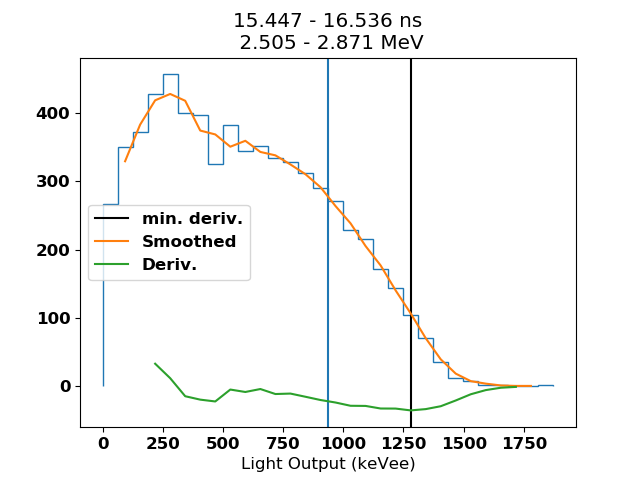 15.447 - 16.536 ns
2.505 - 2.871 MeV
400
300
200
100
0
min. deriv.
Smoothed
Deriv.
0 250 500 750 1000 1250 1500 1750
Light Output (keVee)